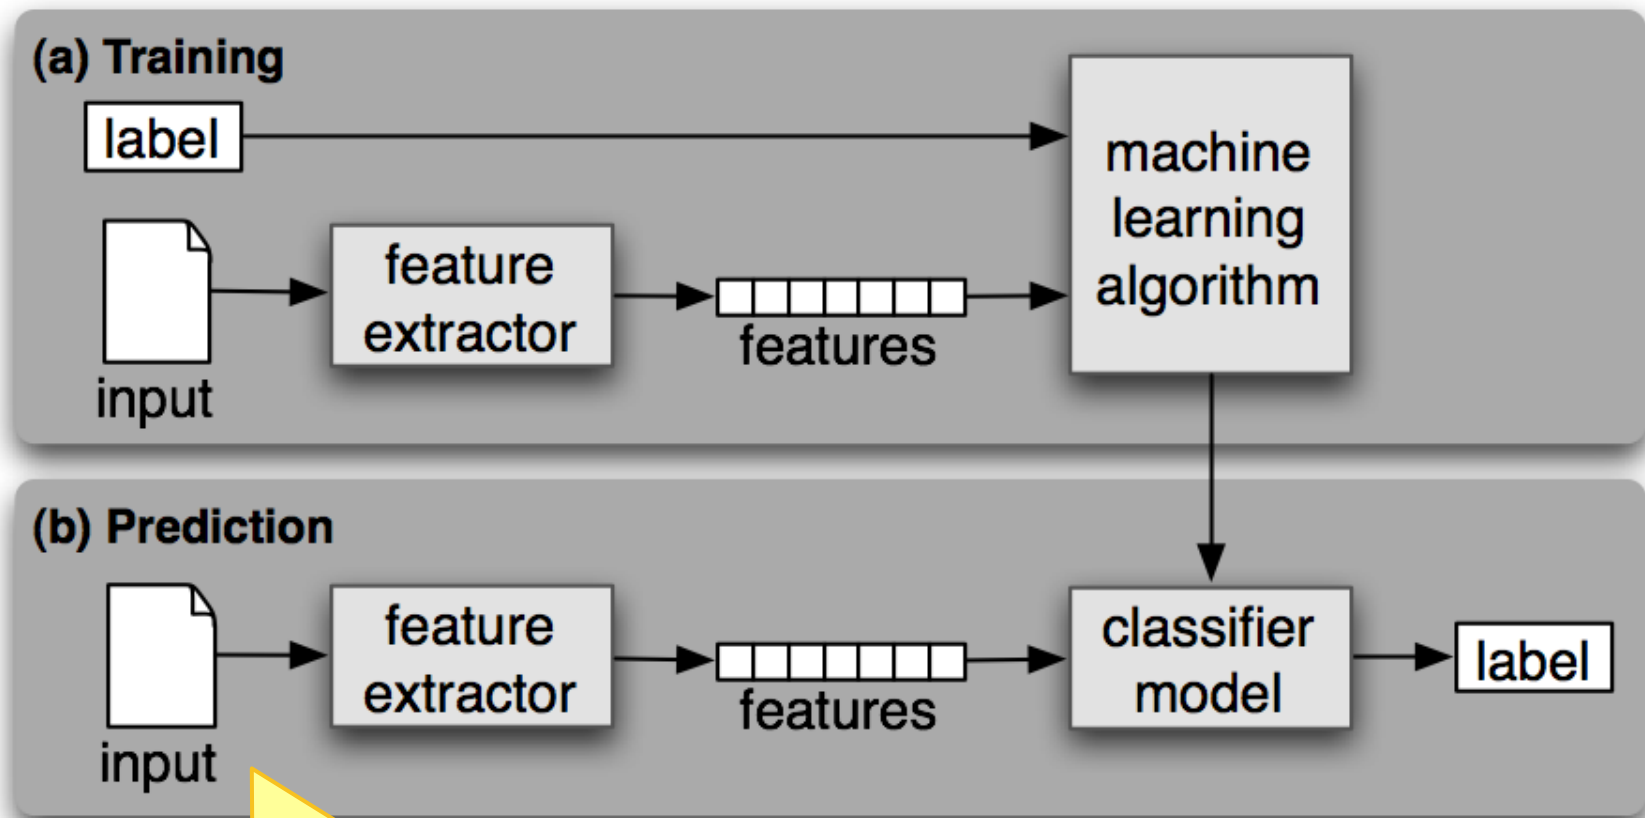 (a) Training
label
machine
learning
algorithm
feature
extractor
features
input
(b) Prediction
feature
extractor
features
classifier
model
label
input